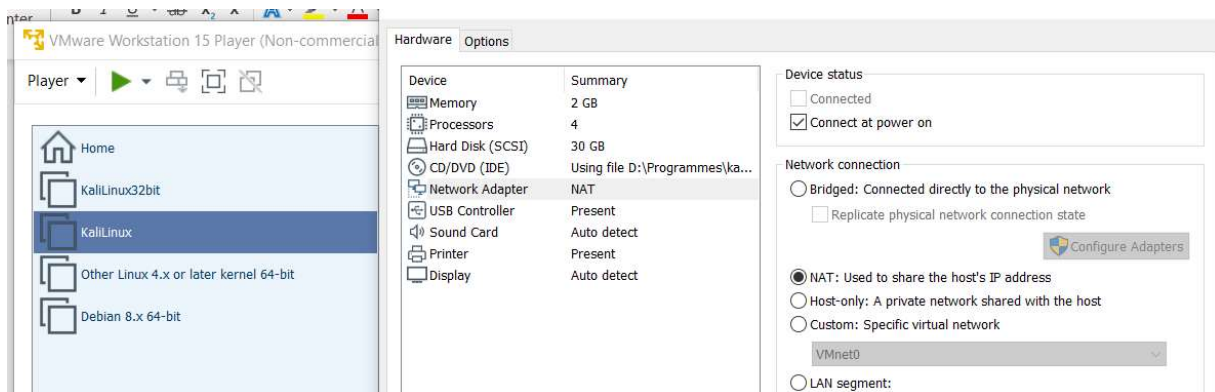 VMware Workstation 15 Player (Non-commercial
Player
Home
KaliLinux32bit
KaliLinux
Other Linux 4.x or later kernel 64-bit
Debian 8.x 64-bit
Hardware Options
Device Summary
Memory 2 GB
Processors 4
Hard Disk (SCSI) 30 GB
CD/DVD (IDE) Using file D:\Programmes\ka...
Network Adapter NAT
USB Controller Present
Sound Card Auto detect
Printer Present
Display Auto detect
Device status
Connected
Connect at power on
Network connection
Bridged: Connected directly to the physical network
Replicate physical network connection state
Configure Adapters
NAT: Used to share the host's IP address
Host-only: A private network shared with the host
Custom: Specific virtual network
VMnet0
LAN segment: